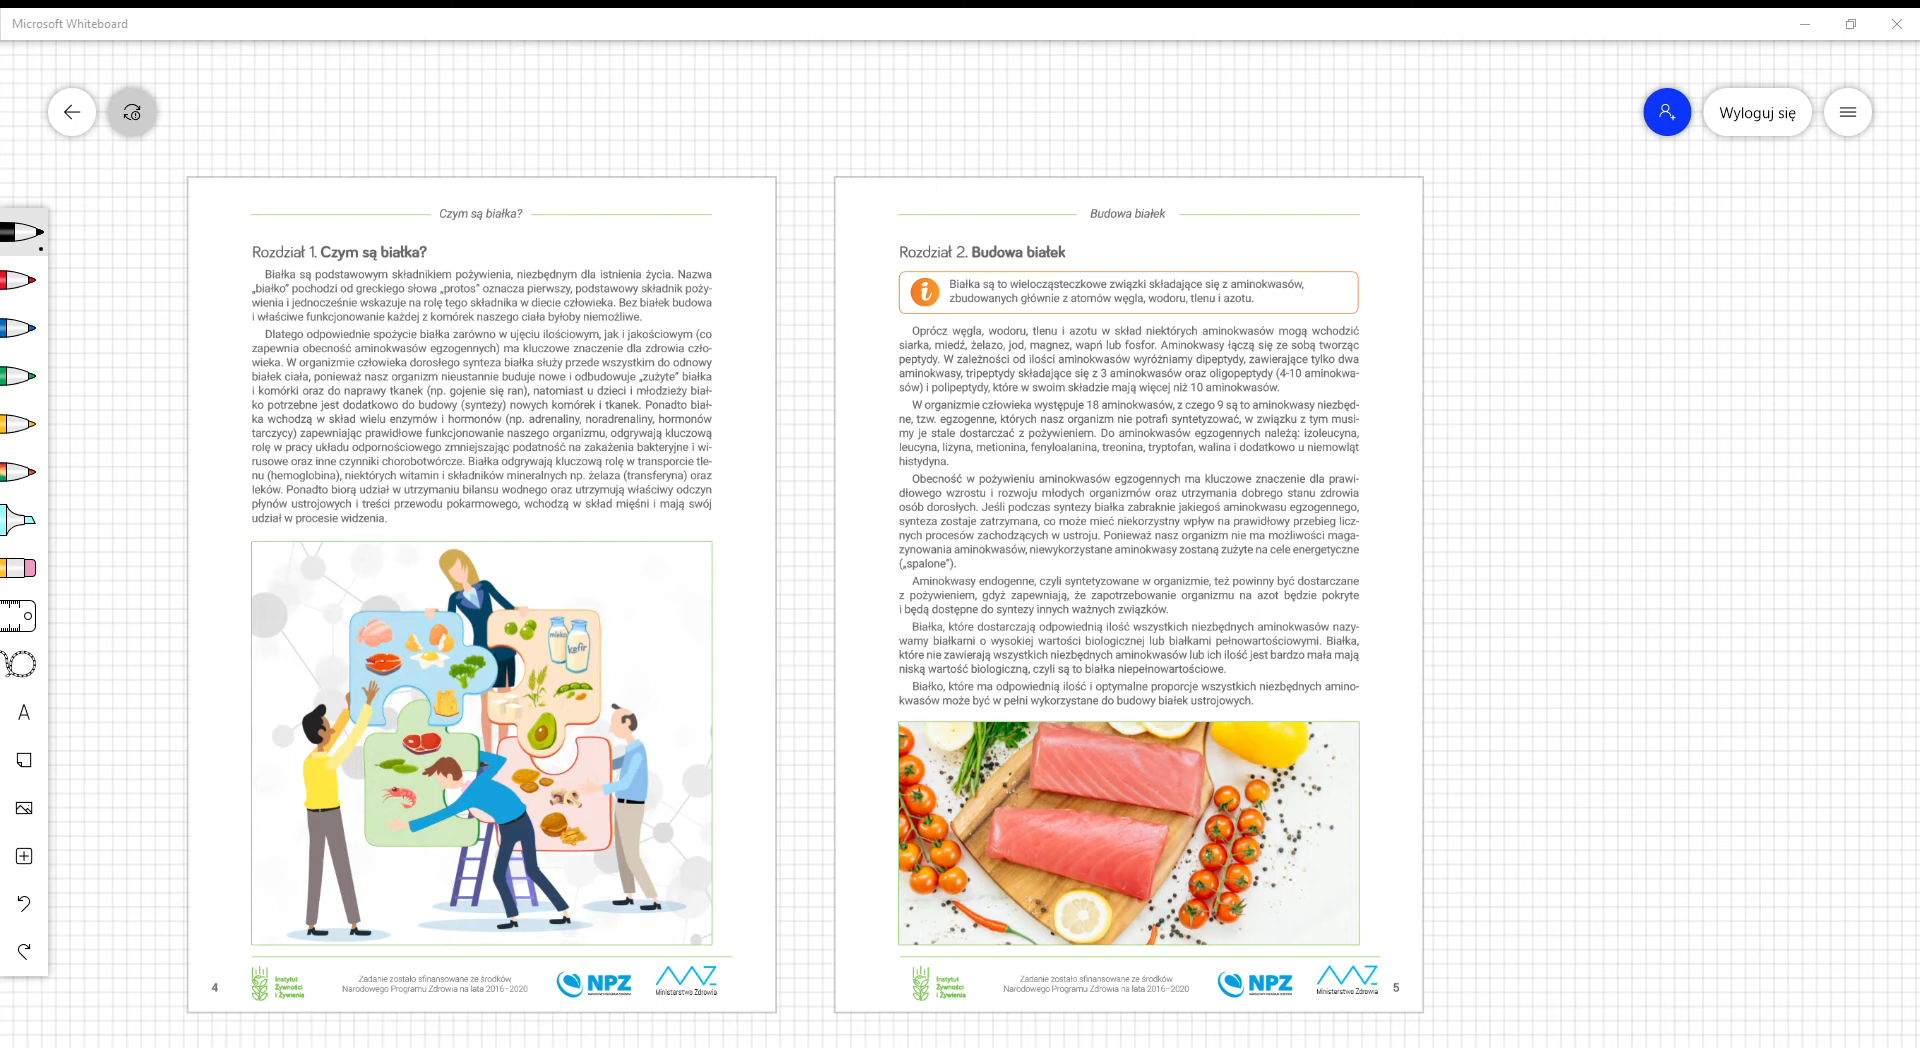 Microsoft Whiteboard
Wyloguj się
Czym są białka?
Rozdział 1. Czym są białka?
Białka są podstawowym składnikiem pożywienia, niezbędnym dla istnienia życia. Nazwa
„białko” pochodzi od greckiego słowa „protos” oznacza pierwszy, podstawowy składnik poży-
wienia i jednocześnie wskazuje na rolę tego składnika w diecie człowieka. Bez białek budowa
i właściwe funkcjonowanie każdej z komórek naszego ciała byłoby niemożliwe.
Dlatego odpowiednie spożycie białka zarówno w ujęciu ilościowym, jak i jakościowym (co
zapewnia obecność aminokwasów egzogennych) ma kluczowe znaczenie dla zdrowia czło-
wieka. W organizmie człowieka dorosłego synteza białka służy przede wszystkim do odnowy
białek ciała, ponieważ nasz organizm nieustannie buduje nowe i odbudowuje „zużyte” białka
i komórki oraz do naprawy tkanek (np. gojenie się ran), natomiast u dzieci i młodzieży biał-
ko potrzebne jest dodatkowo do budowy (syntezy) nowych komórek i tkanek. Ponadto biał-
ka wchodzą w skład wielu enzymów i hormonów (np. adrenaliny, noradrenaliny, hormonów
tarczycy) zapewniając prawidłowe funkcjonowanie naszego organizmu, odgrywają kluczową
rolę w pracy układu odpornościowego zmniejszając podatność na zakażenia bakteryjne i wi-
rusowe oraz inne czynniki chorobotwórcze. Białka odgrywają kluczową rolę w transporcie tle-
nu (hemoglobina), niektórych witamin i składników mineralnych np. żelaza (transferyna) oraz
leków. Ponadto biorą udział w utrzymaniu bilansu wodnego oraz utrzymują właściwy odczyn
płynów ustrojowych i treści przewodu pokarmowego, wchodzą w skład mięśni i mają swój
udział w procesie widzenia.
mleko
kefir
4
Instytut
Żywności
i Żywienia
Zadanie zostało sfinansowane ze środków
Narodowego Programu Zdrowia na lata 2016–2020
NPZ
NARODOWY PROGRAM ZDROWIA
Ministerstwo Zdrowia
Budowa białek
Rozdział 2. Budowa białek
i
Białka są to wielocząsteczkowe związki składające się z aminokwasów,
zbudowanych głównie z atomów węgla, wodoru, tlenu i azotu.
Oprócz węgla, wodoru, tlenu i azotu w skład niektórych aminokwasów mogą wchodzić
siarka, miedź, żelazo, jod, magnez, wapń lub fosfor. Aminokwasy łączą się ze sobą tworząc
peptydy. W zależności od ilości aminokwasów wyróżniamy dipeptydy, zawierające tylko dwa
aminokwasy, tripeptydy składające się z 3 aminokwasów oraz oligopeptydy (4-10 aminokwa-
sów) i polipeptydy, które w swoim składzie mają więcej niż 10 aminokwasów.
W organizmie człowieka występuje 18 aminokwasów, z czego 9 są to aminokwasy niezbęd-
ne, tzw. egzogenne, których nasz organizm nie potrafi syntetyzować, w związku z tym musi-
my je stale dostarczać z pożywieniem. Do aminokwasów egzogennych należą: izoleucyna,
leucyna, lizyna, metionina, fenyloalanina, treonina, tryptofan, walina i dodatkowo u niemowląt
histydyna.
Obecność w pożywieniu aminokwasów egzogennych ma kluczowe znaczenie dla prawi-
dłowego wzrostu i rozwoju młodych organizmów oraz utrzymania dobrego stanu zdrowia
osób dorosłych. Jeśli podczas syntezy białka zabraknie jakiegoś aminokwasu egzogennego,
synteza zostaje zatrzymana, co może mieć niekorzystny wpływ na prawidłowy przebieg licz-
nych procesów zachodzących w ustroju. Ponieważ nasz organizm nie ma możliwości maga-
zynowania aminokwasów, niewykorzystane aminokwasy zostaną zużyte na cele energetyczne
(„spalone”).
Aminokwasy endogenne, czyli syntetyzowane w organizmie, też powinny być dostarczane
z pożywieniem, gdyż zapewniają, że zapotrzebowanie organizmu na azot będzie pokryte
i będą dostępne do syntezy innych ważnych związków.
Białka, które dostarczają odpowiednią ilość wszystkich niezbędnych aminokwasów nazy-
wamy białkami o wysokiej wartości biologicznej lub białkami pełnowartościowymi. Białka,
które nie zawierają wszystkich niezbędnych aminokwasów lub ich ilość jest bardzo mała mają
niską wartość biologiczną, czyli są to białka niepełnowartościowe.
Białko, które ma odpowiednią ilość i optymalne proporcje wszystkich niezbędnych amino-
kwasów może być w pełni wykorzystane do budowy białek ustrojowych.
Instytut
Żywności
i Żywienia
Zadanie zostało sfinansowane ze środków
Narodowego Programu Zdrowia na lata 2016–2020
NPZ
NARODOWY PROGRAM ZDROWIA
Ministerstwo Zdrowia
5